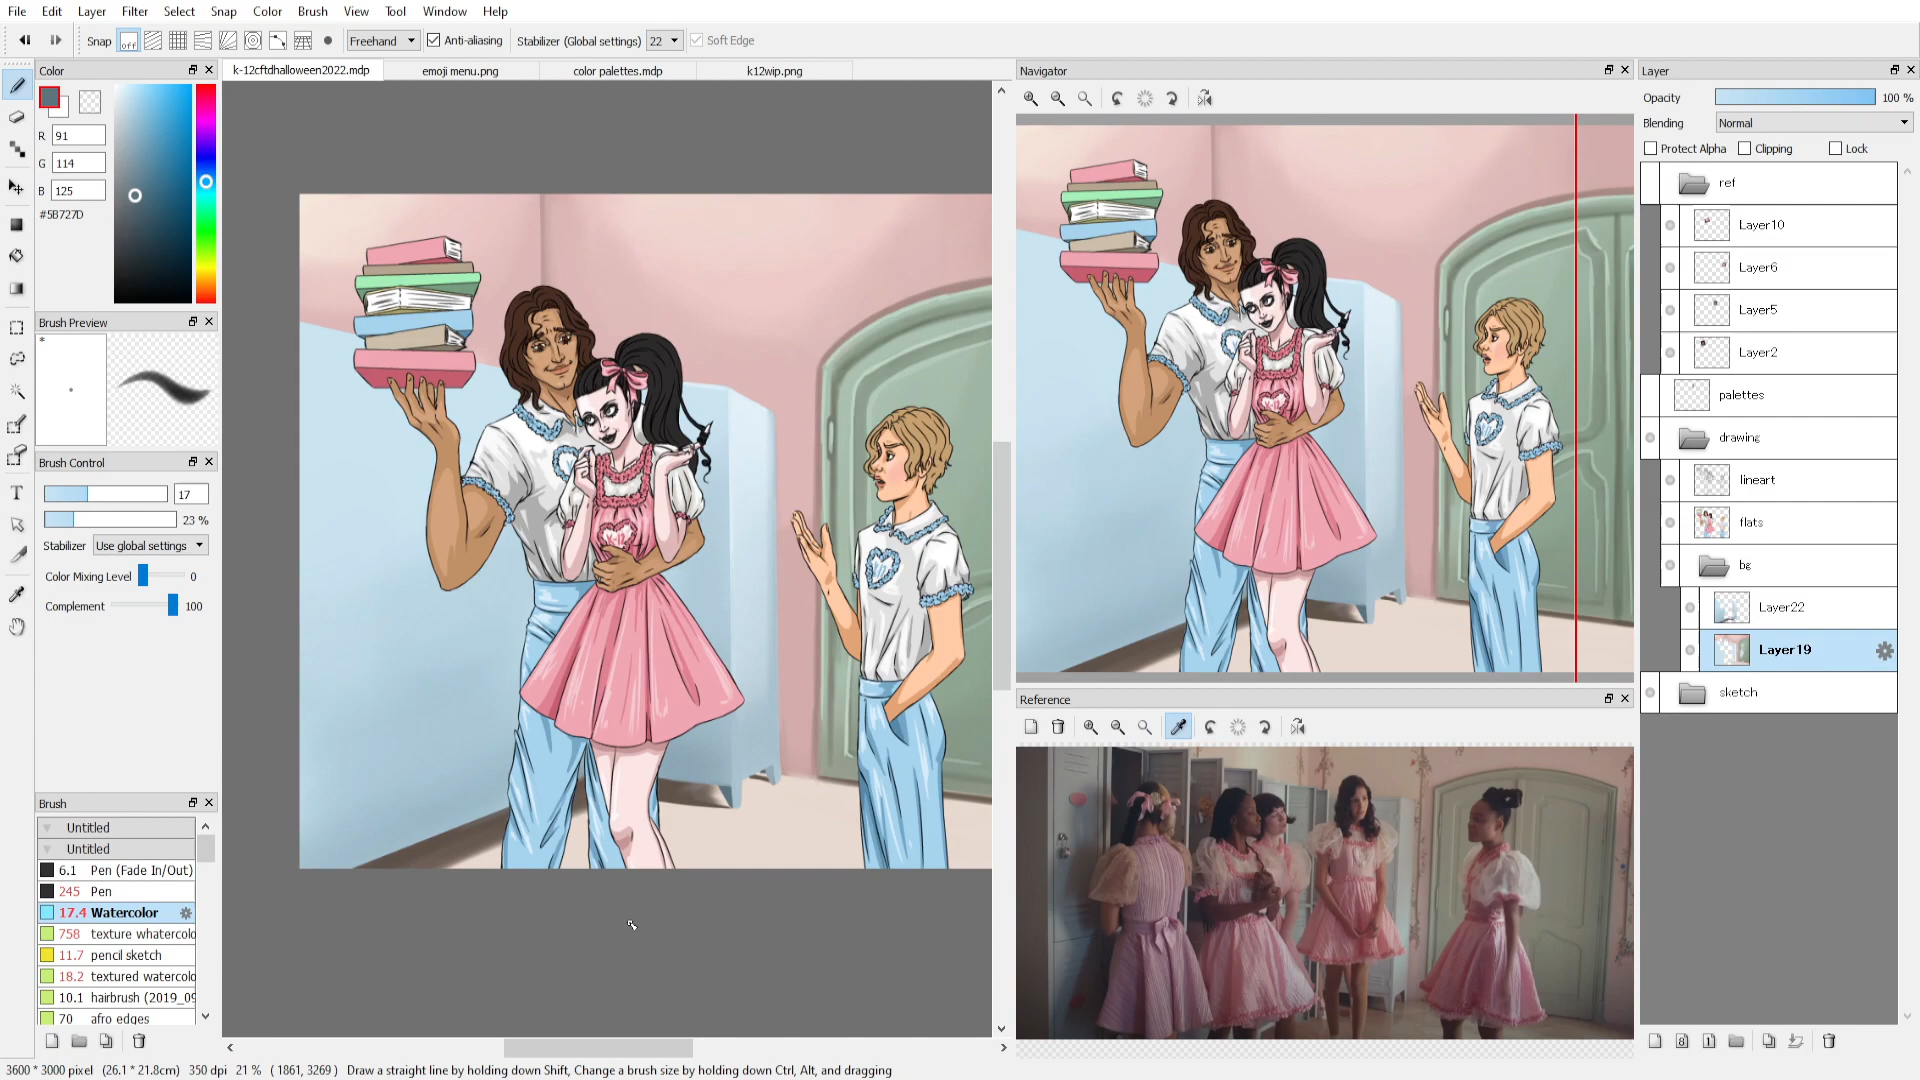 File Edit Layer Filter Select Snap Color Brush View Tool Window Help
Snap off Freehand Anti-aliasing Stabilizer (Global settings) 22 Soft Edge
Color
R 91
G 114
B 125
#5B727D
Brush Preview
*
Brush Control
17
23 %
Stabilizer Use global settings
Color Mixing Level 0
Complement 100
Brush
Untitled
Untitled
6.1 Pen (Fade In/Out)
245 Pen
17.4 Watercolor
758 texture whatercolo
11.7 pencil sketch
18.2 textured watercolo
10.1 hairbrush (2019_09
70 afro edges
k-12cftdhalloween2022.mdp emoji menu.png color palettes.mdp k12wip.png
Navigator
Reference
Layer
Opacity 100 %
Blending Normal
Protect Alpha Clipping Lock
ref
Layer10
Layer6
Layer5
Layer2
palettes
drawing
lineart
flats
bg
Layer22
Layer19
sketch
8 1
3600 * 3000 pixel (26.1 * 21.8cm) 350 dpi 21 % ( 1861, 3269 ) Draw a straight line by holding down Shift, Change a brush size by holding down Ctrl, Alt, and dragging